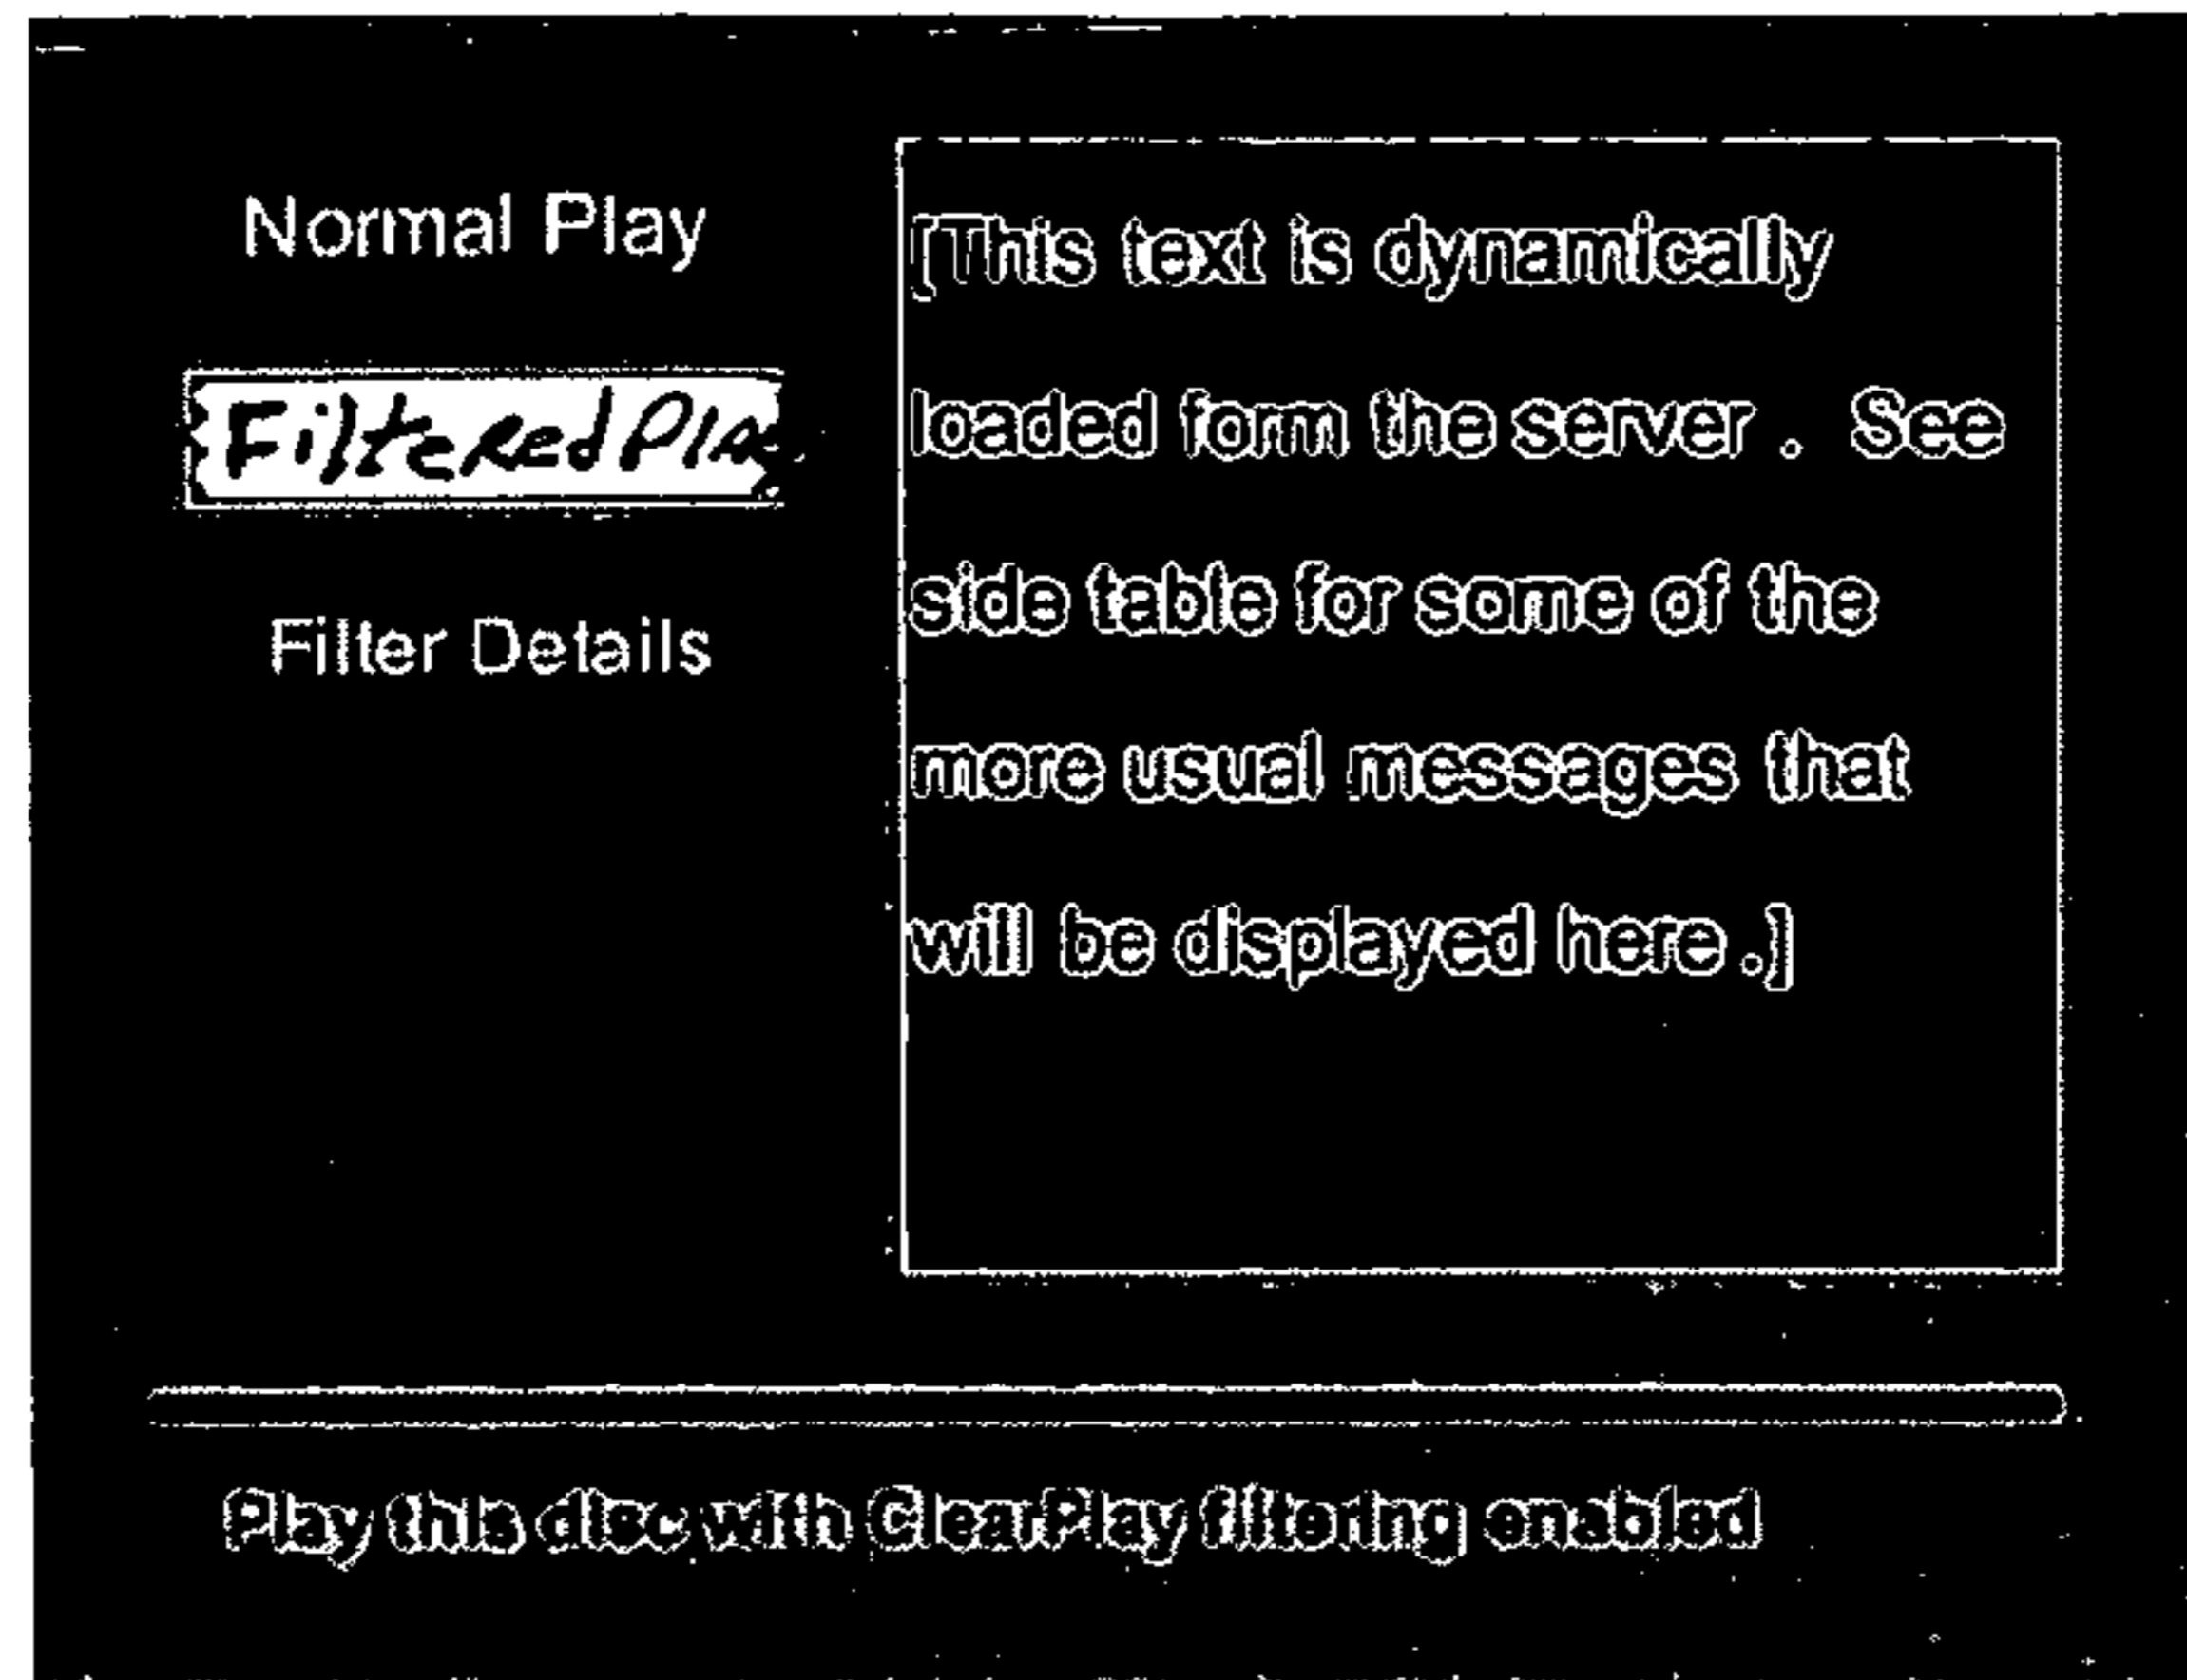 Normal Play
Filtered Pla
Filter Details
[This text is dynamically
loaded form the server . See
side table for some of the
more usual messages that
will be displayed here .]
Play this disc with ClearPlay filtering enabled